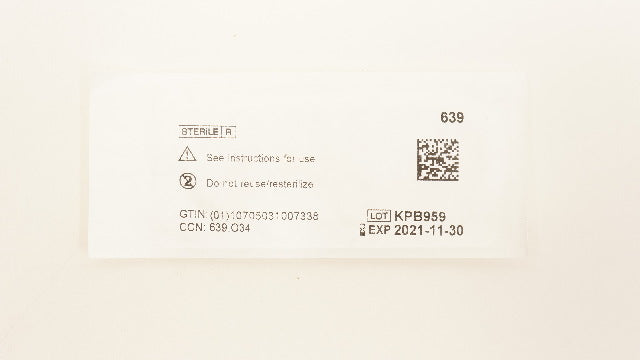 639
STERILE R
See instructions for use
Do not reuse/resterilize
GTIN: (01)10705031007338
CCN: 639.O34
LOT KPB959
EXP 2021-11-30